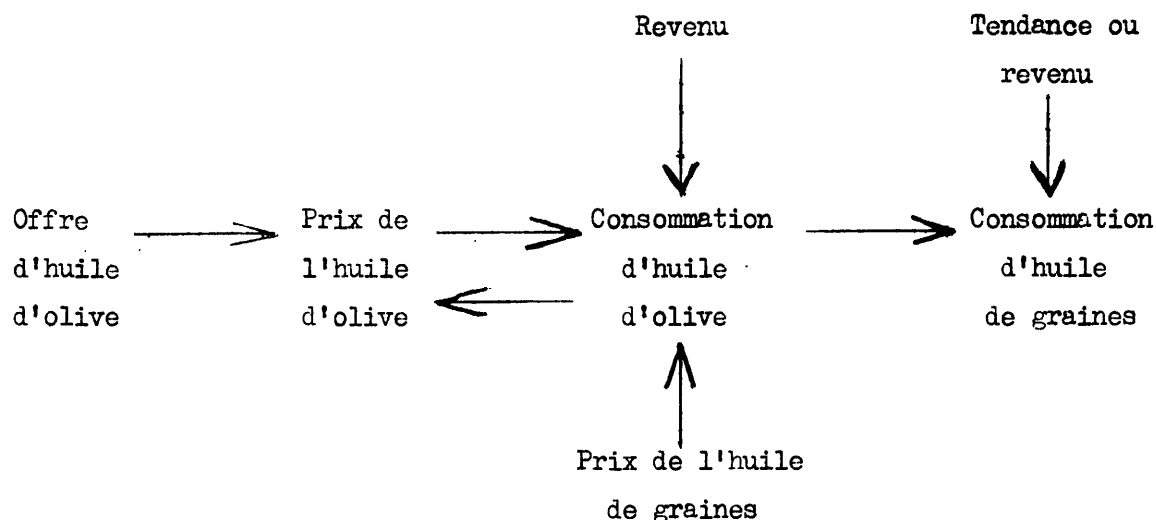 Revenu
Tendance ou
revenu
Offre
d'huile
d'olive
Prix de
l'huile
d'olive
Consommation
d'huile
d'olive
Consommation
d'huile
de graines
Prix de l'huile
de graines